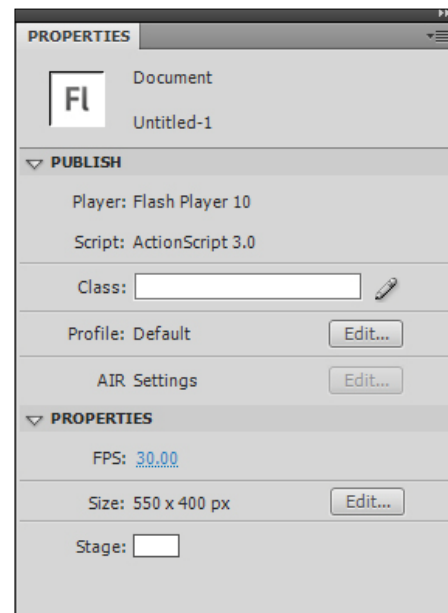 PROPERTIES
Fl
Document
Untitled-1
PUBLISH
Player: Flash Player 10
Script: ActionScript 3.0
Class:
Profile: Default Edit...
AIR Settings Edit...
PROPERTIES
FPS: 30.00
Size: 550 x 400 px Edit...
Stage: